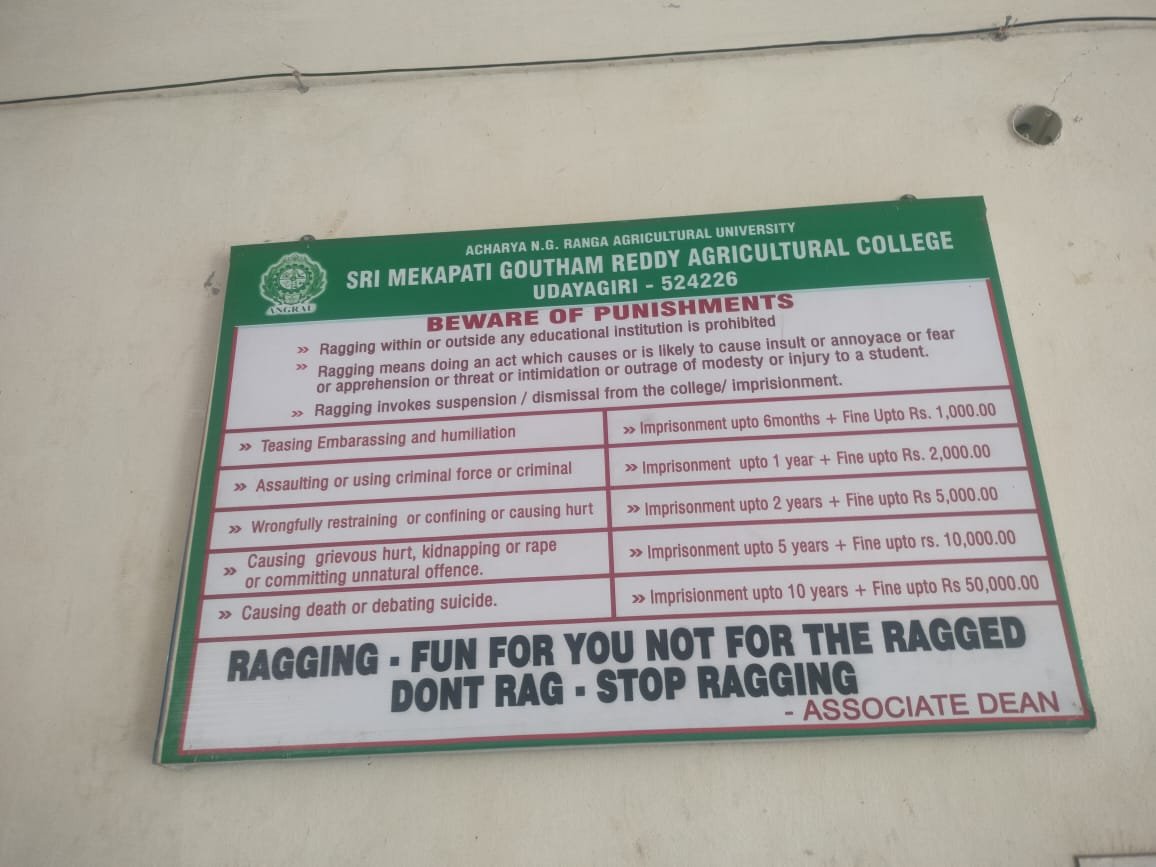 ACHARYA N.G. RANGA AGRICULTURAL UNIVERSITY
SRI MEKAPATI GOUTHAM REDDY AGRICULTURAL COLLEGE
UDAYAGIRI - 524226
ANGRAU
BEWARE OF PUNISHMENTS
» Ragging within or outside any educational institution is prohibited
» Ragging means doing an act which causes or is likely to cause insult or annoyace or fear
or apprehension or threat or intimidation or outrage of modesty or injury to a student.
» Ragging invokes suspension / dismissal from the college/ imprisionment.
» Teasing Embarassing and humiliation
» Imprisonment upto 6months + Fine Upto Rs. 1,000.00
» Assaulting or using criminal force or criminal
» Imprisonment upto 1 year + Fine upto Rs. 2,000.00
» Wrongfully restraining or confining or causing hurt
» Imprisonment upto 2 years + Fine upto Rs 5,000.00
» Causing grievous hurt, kidnapping or rape
or committing unnatural offence.
» Imprisonment upto 5 years + Fine upto rs. 10,000.00
» Causing death or debating suicide.
» Imprisionment upto 10 years + Fine upto Rs 50,000.00
RAGGING - FUN FOR YOU NOT FOR THE RAGGED
DONT RAG - STOP RAGGING
- ASSOCIATE DEAN